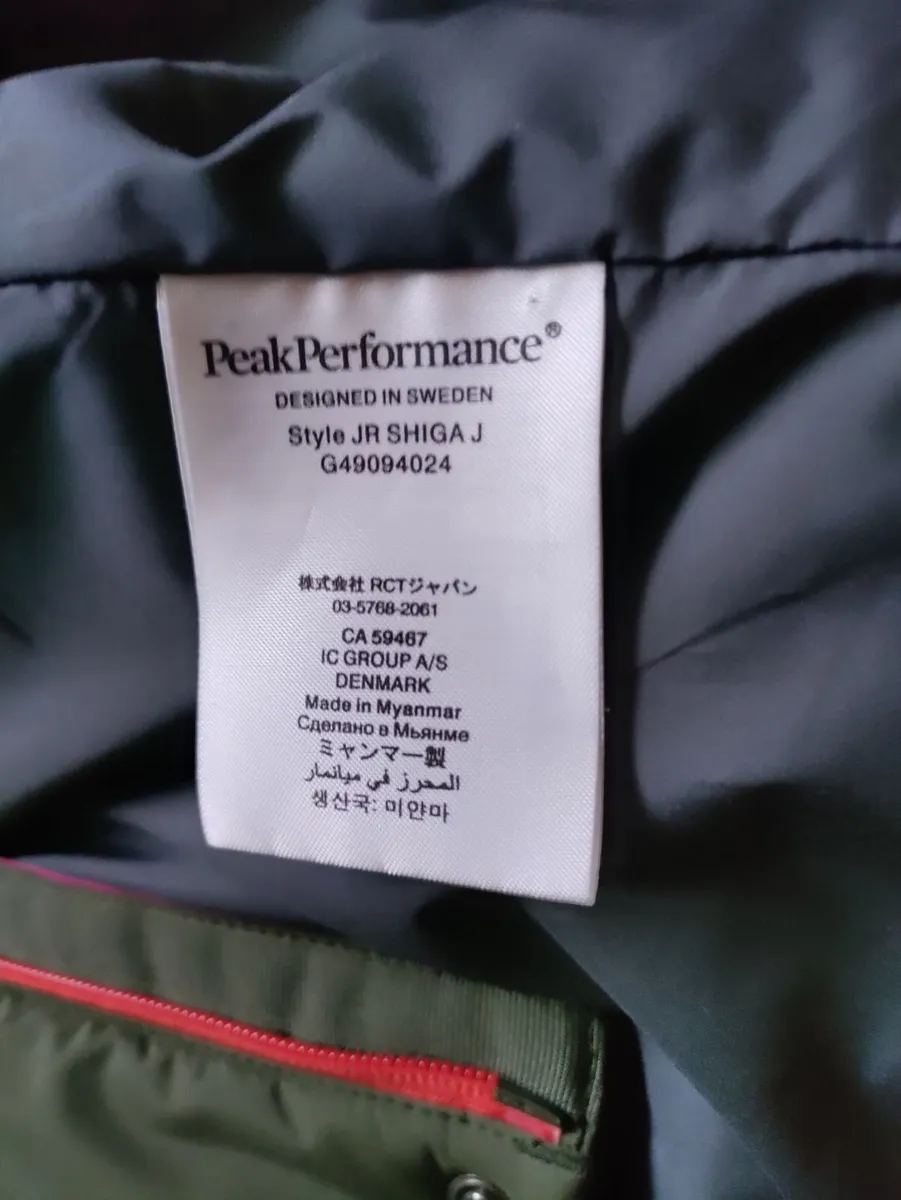 PeakPerformance®
DESIGNED IN SWEDEN
Style JR SHIGA J
G49094024
株式会社 RCTジャパン
03-5768-2061
CA 59467
IC GROUP A/S
DENMARK
Made in Myanmar
Сделано в Мьянме
ミャンマー製
المحرز في ميانمار
생산국: 미얀마